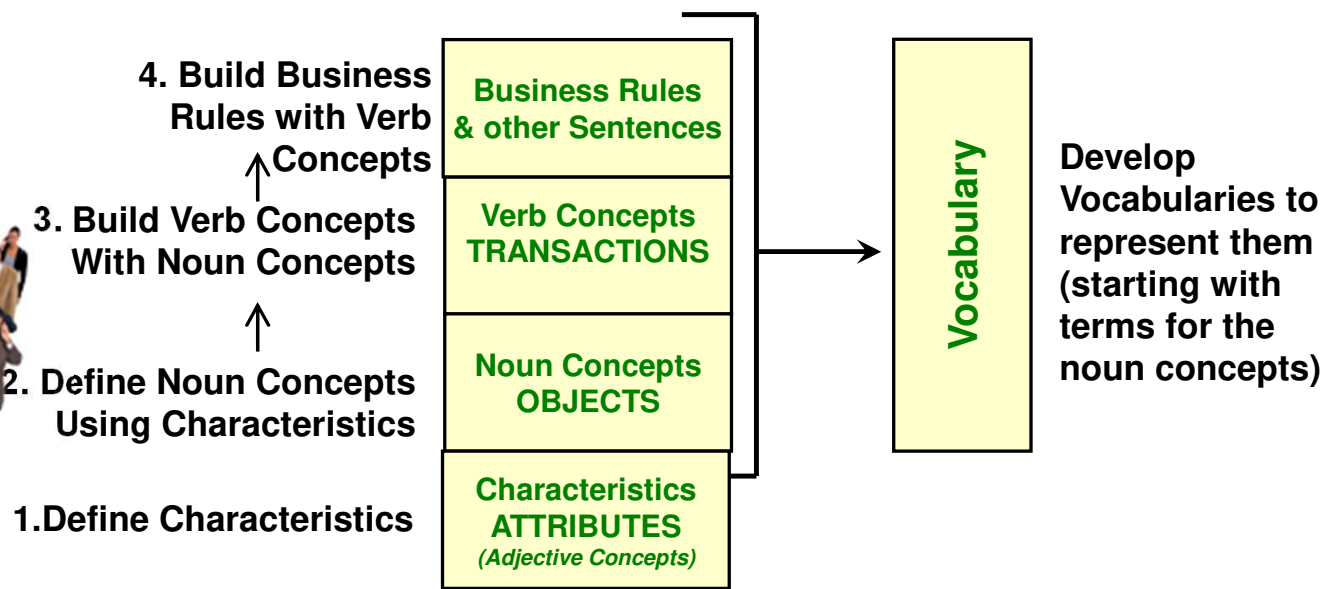 4. Build Business
Rules with Verb
Concepts
3. Build Verb Concepts
With Noun Concepts
2. Define Noun Concepts
Using Characteristics
1.Define Characteristics
Business Rules
& other Sentences
Verb Concepts
TRANSACTIONS
Noun Concepts
OBJECTS
Characteristics
ATTRIBUTES
(Adjective Concepts)
Vocabulary
Develop
Vocabularies to
represent them
(starting with
terms for the
noun concepts)